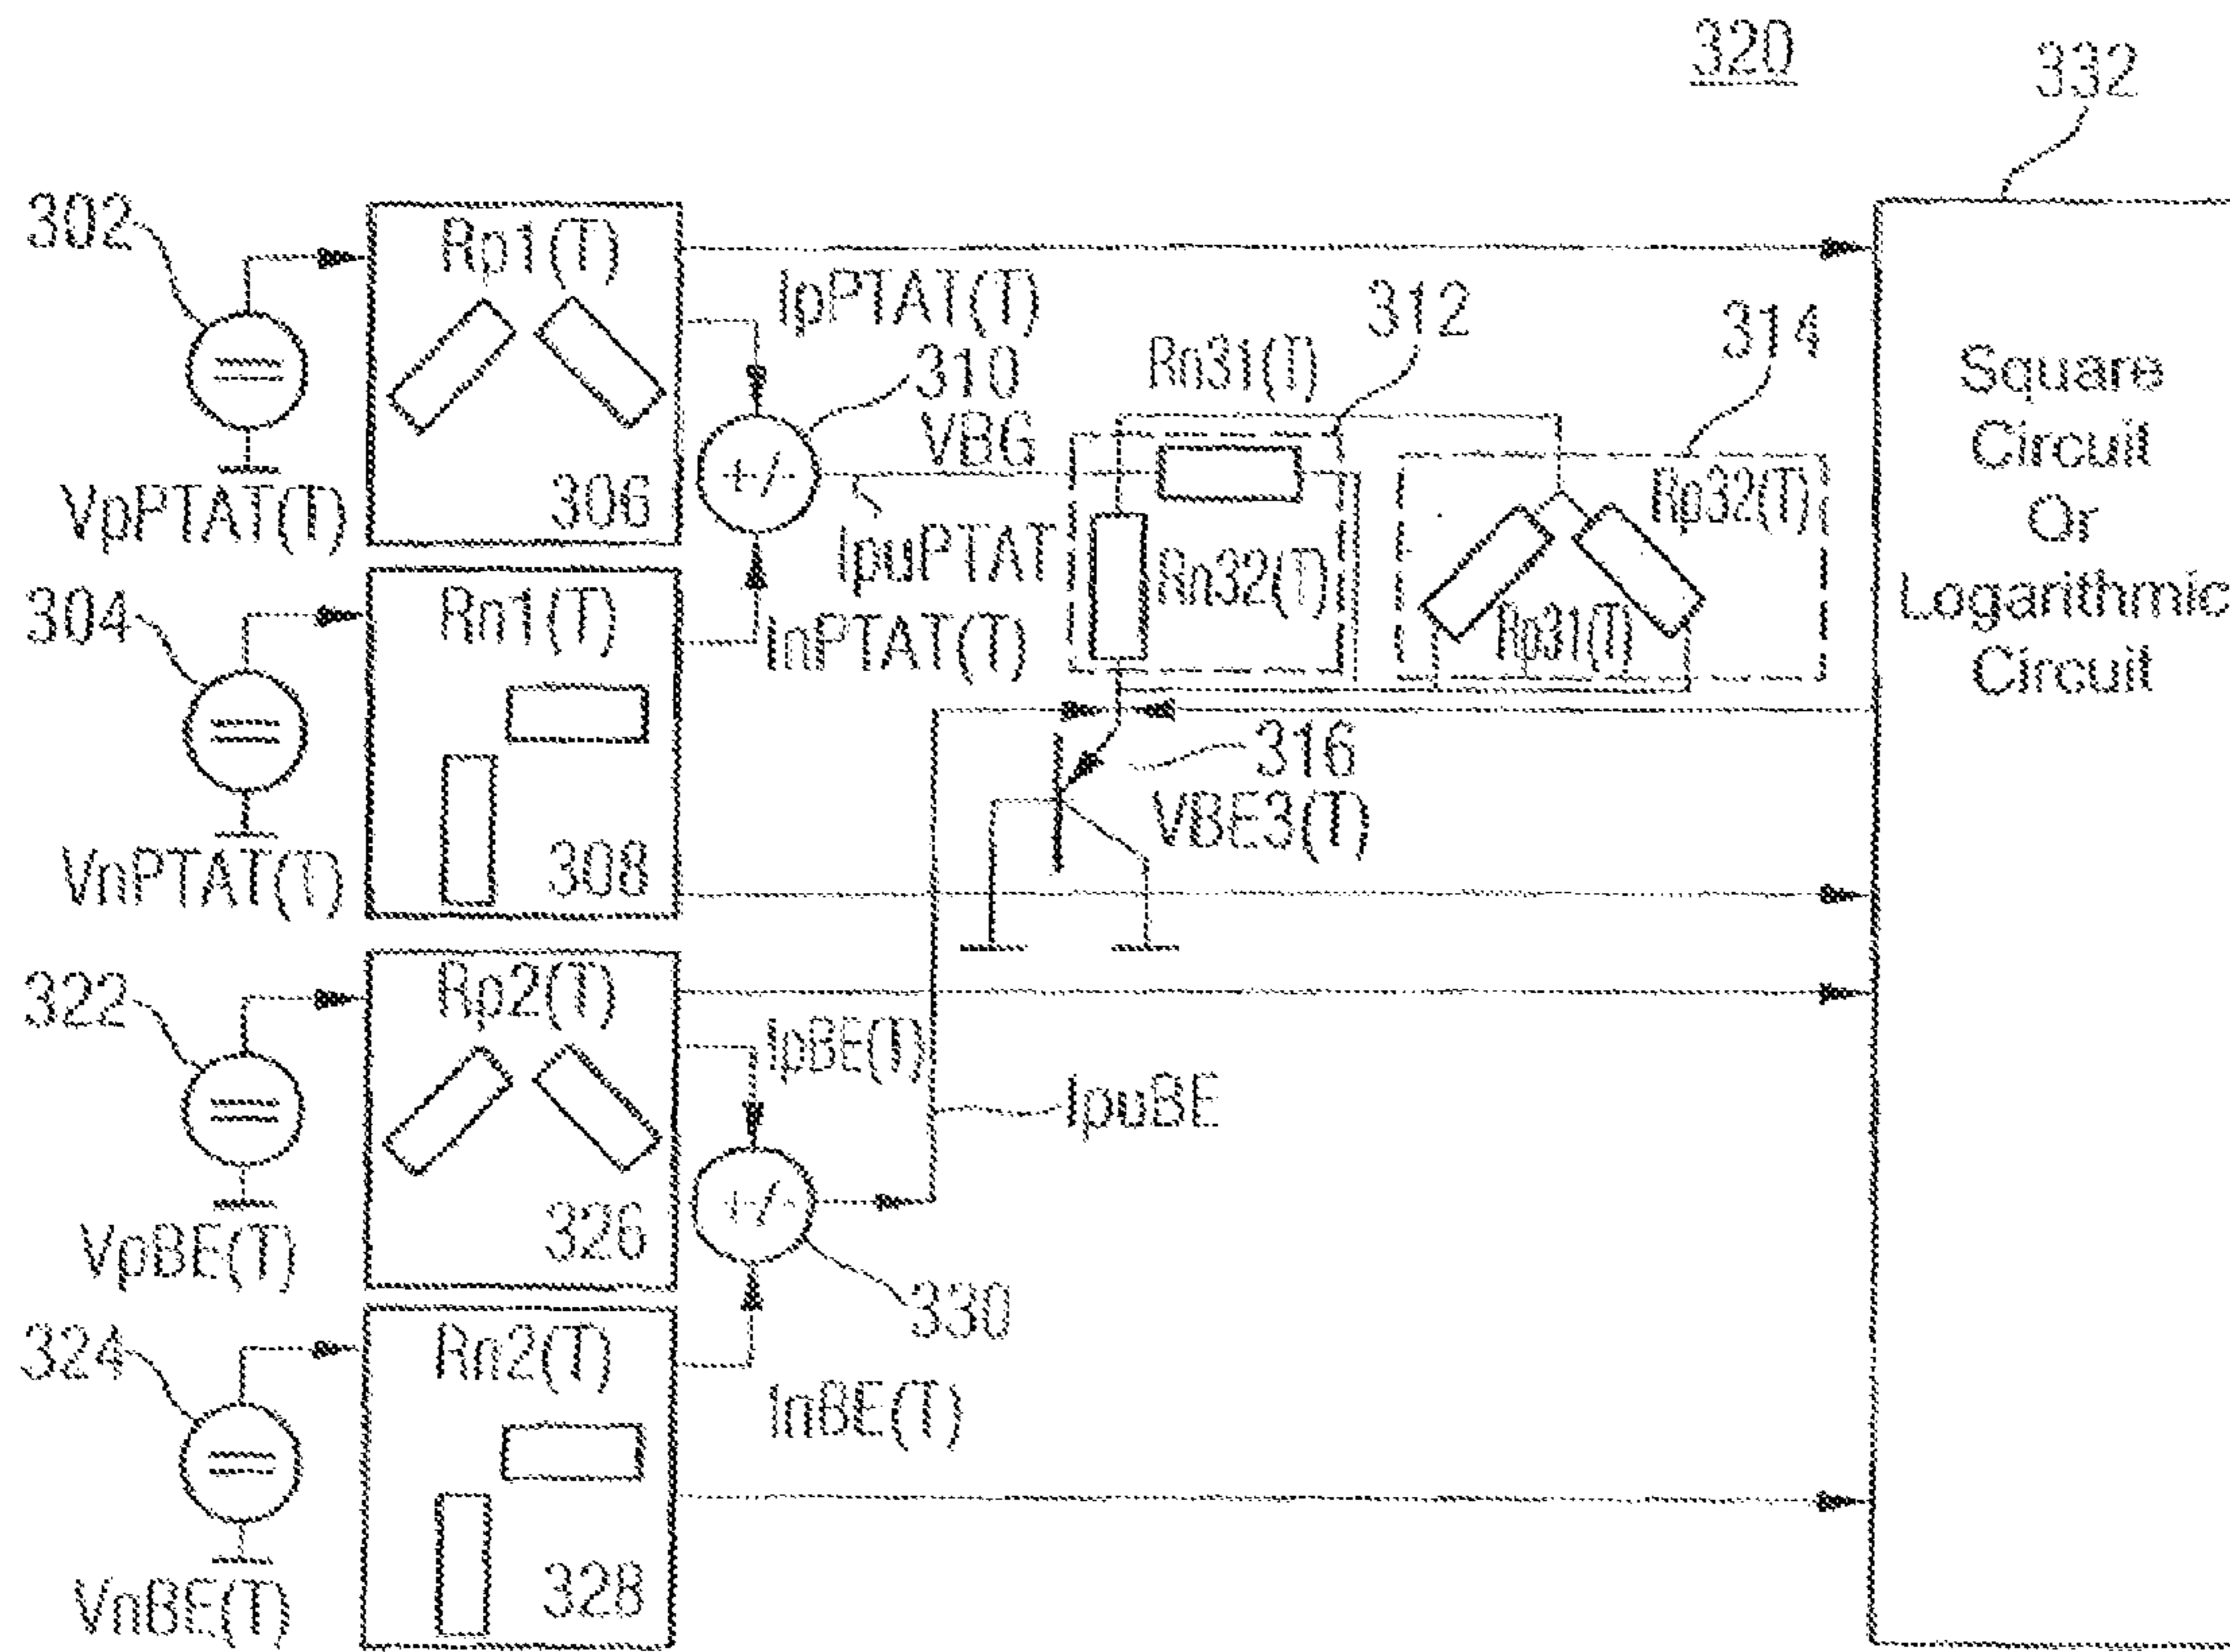 320
332
302
Rp1(T)
IpPTAT(T)
312
314
310
Rn31(T)
VBG
+/-
Rp32(T)
306
VpPTAT(T)
IpuPTAT
Rn32(T)
Rp31(T)
304
Rn1(T)
InPTAT(T)
Square
Circuit
Or
Logarithmic
Circuit
316
VBE3(T)
308
VnPTAT(T)
322
Rp2(T)
IpBE(T)
IpuBE
+/-
326
VpBE(T)
330
324
Rn2(T)
InBE(T)
328
VnBE(T)